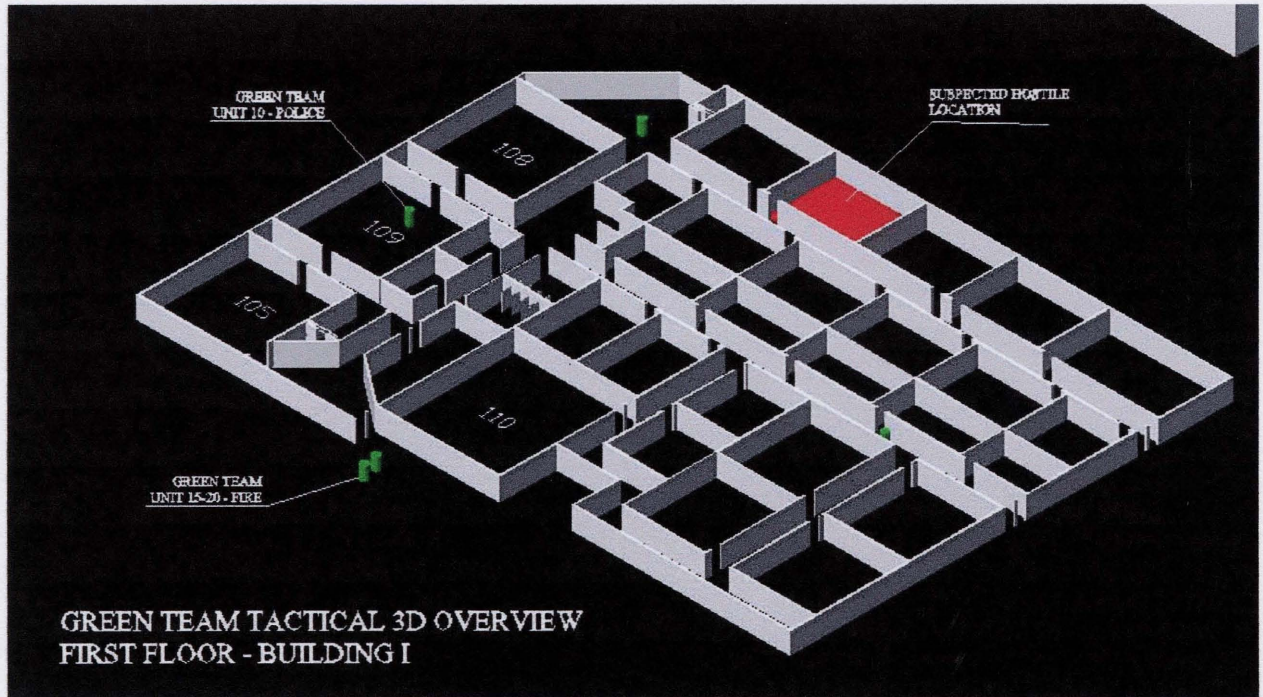 GREEN TEAM
UNIT 10 - POLICE
SUSPECTED HOSTILE
LOCATION
108
109
105
110
GREEN TEAM
UNIT 15-20 - FIRE
GREEN TEAM TACTICAL 3D OVERVIEW
FIRST FLOOR - BUILDING I